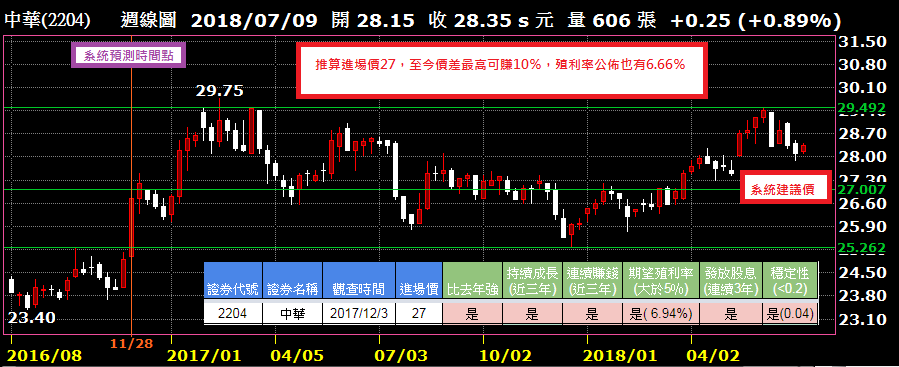 中華(2204) 週線圖 2018/07/09 開 28.15 收 28.35 s 元 量 606 張 +0.25 (+0.89%)
系統預測時間點
推算進場價27，至今價差最高可賺10%，殖利率公佈也有6.66%
31.50
30.80
30.10
29.75
29.492
28.70
28.00
27.30
27.007
系統建議價
26.60
25.90
25.262
24.50
23.80
23.10
23.40
證券代號 證券名稱 觀查時間 進場價 比去年強 持續成長 (近三年) 連續賺錢 (近三年) 期望殖利率 (大於5%) 發放股息 (連續3年) 穩定性 (<0.2)
2204 中華 2017/12/3 27 是 是 是 是( 6.94%) 是 是(0.04)
2016/08 11/28 2017/01 04/05 07/03 10/02 2018/01 04/02